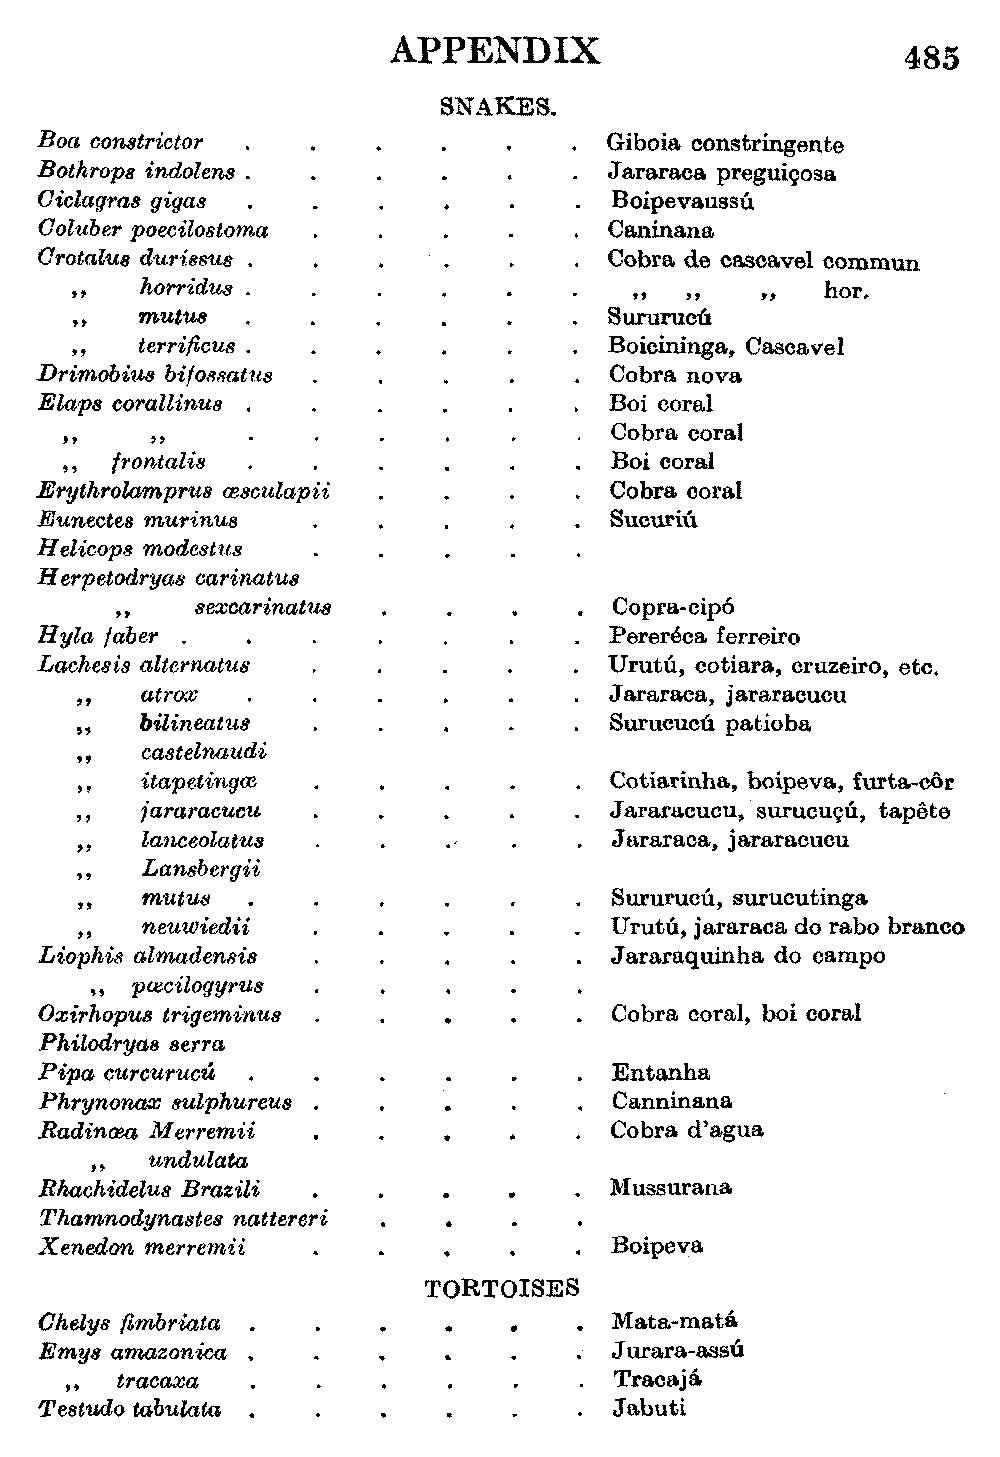 APPENDIX 485
SNAKES.
Boa constrictor . . . . . . Giboia constringente
Bothrops indolens . . . . . . Jararaca preguiçosa
Ciclagras gigas . . . . . . Boipevaussú
Coluber poecilostoma . . . . . Caninana
Crotalus durissus . . . . . . Cobra de cascavel commun
,, horridus . . . . . . ,, ,, ,, hor.
,, mutus . . . . . . Sururucú
,, terrificus . . . . . . Boicininga, Cascavel
Drimobius bifossatus . . . . . Cobra nova
Elaps corallinus . . . . . . Boi coral
,, ,, . . . . . . Cobra coral
,, frontalis . . . . . . Boi coral
Erythrolamprus œsculapii . . . . Cobra coral
Eunectes murinus . . . . . Sucuriú
Helicops modestus . . . . .
Herpetodryas carinatus
,, sexcarinatus . . . . Copra-cipó
Hyla faber . . . . . . . Pereréca ferreiro
Lachesis alternatus . . . . . Urutú, cotiara, cruzeiro, etc.
,, atrox . . . . . . Jararaca, jararacucu
,, bilineatus . . . . . Surucucú patioba
,, castelnaudi
,, itapetingœ . . . . . Cotiarinha, boipeva, furta-côr
,, jararacucu . . . . . Jararacucu, surucuçú, tapête
,, lanceolatus . . . . . Jararaca, jararacucu
,, Lansbergii
,, mutus . . . . . . Sururucú, surucutinga
,, neuwiedii . . . . . Urutú, jararaca do rabo branco
Liophis almadensis . . . . . Jararaquinha do campo
,, pœcilogyrus . . . . .
Oxirhopus trigeminus . . . . . Cobra coral, boi coral
Philodryas serra
Pipa curcurucú . . . . . . Entanha
Phrynonax sulphureus . . . . . Canninana
Radinœa Merremii . . . . . Cobra d'agua
,, undulata
Rhachidelus Brazili . . . . . Mussurana
Thamnodynastes nattereri . . . .
Xenedon merremii . . . . . Boipeva
TORTOISES
Chelys fimbriata . . . . . . Mata-matá
Emys amazonica . . . . . . Jurara-assú
,, tracaxa . . . . . . Tracajá
Testudo tabulata . . . . . . Jabuti